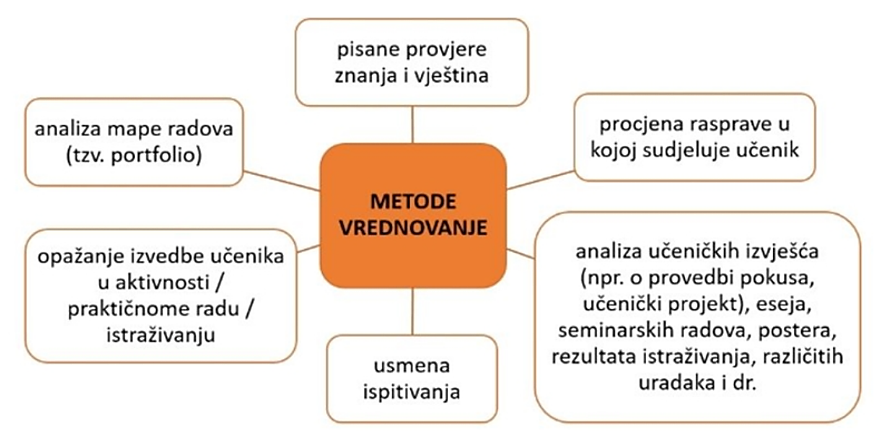 pisane provjere
znanja i vještina
analiza mape radova
(tzv. portfolio)
procjena rasprave u
kojoj sudjeluje učenik
METODE
VREDNOVANJE
opažanje izvedbe učenika
u aktivnosti /
praktičnome radu /
istraživanju
analiza učeničkih izvješća
(npr. o provedbi pokusa,
učenički projekt), eseja,
seminarskih radova, postera,
rezultata istraživanja, različitih
uradaka i dr.
usmena
ispitivanja